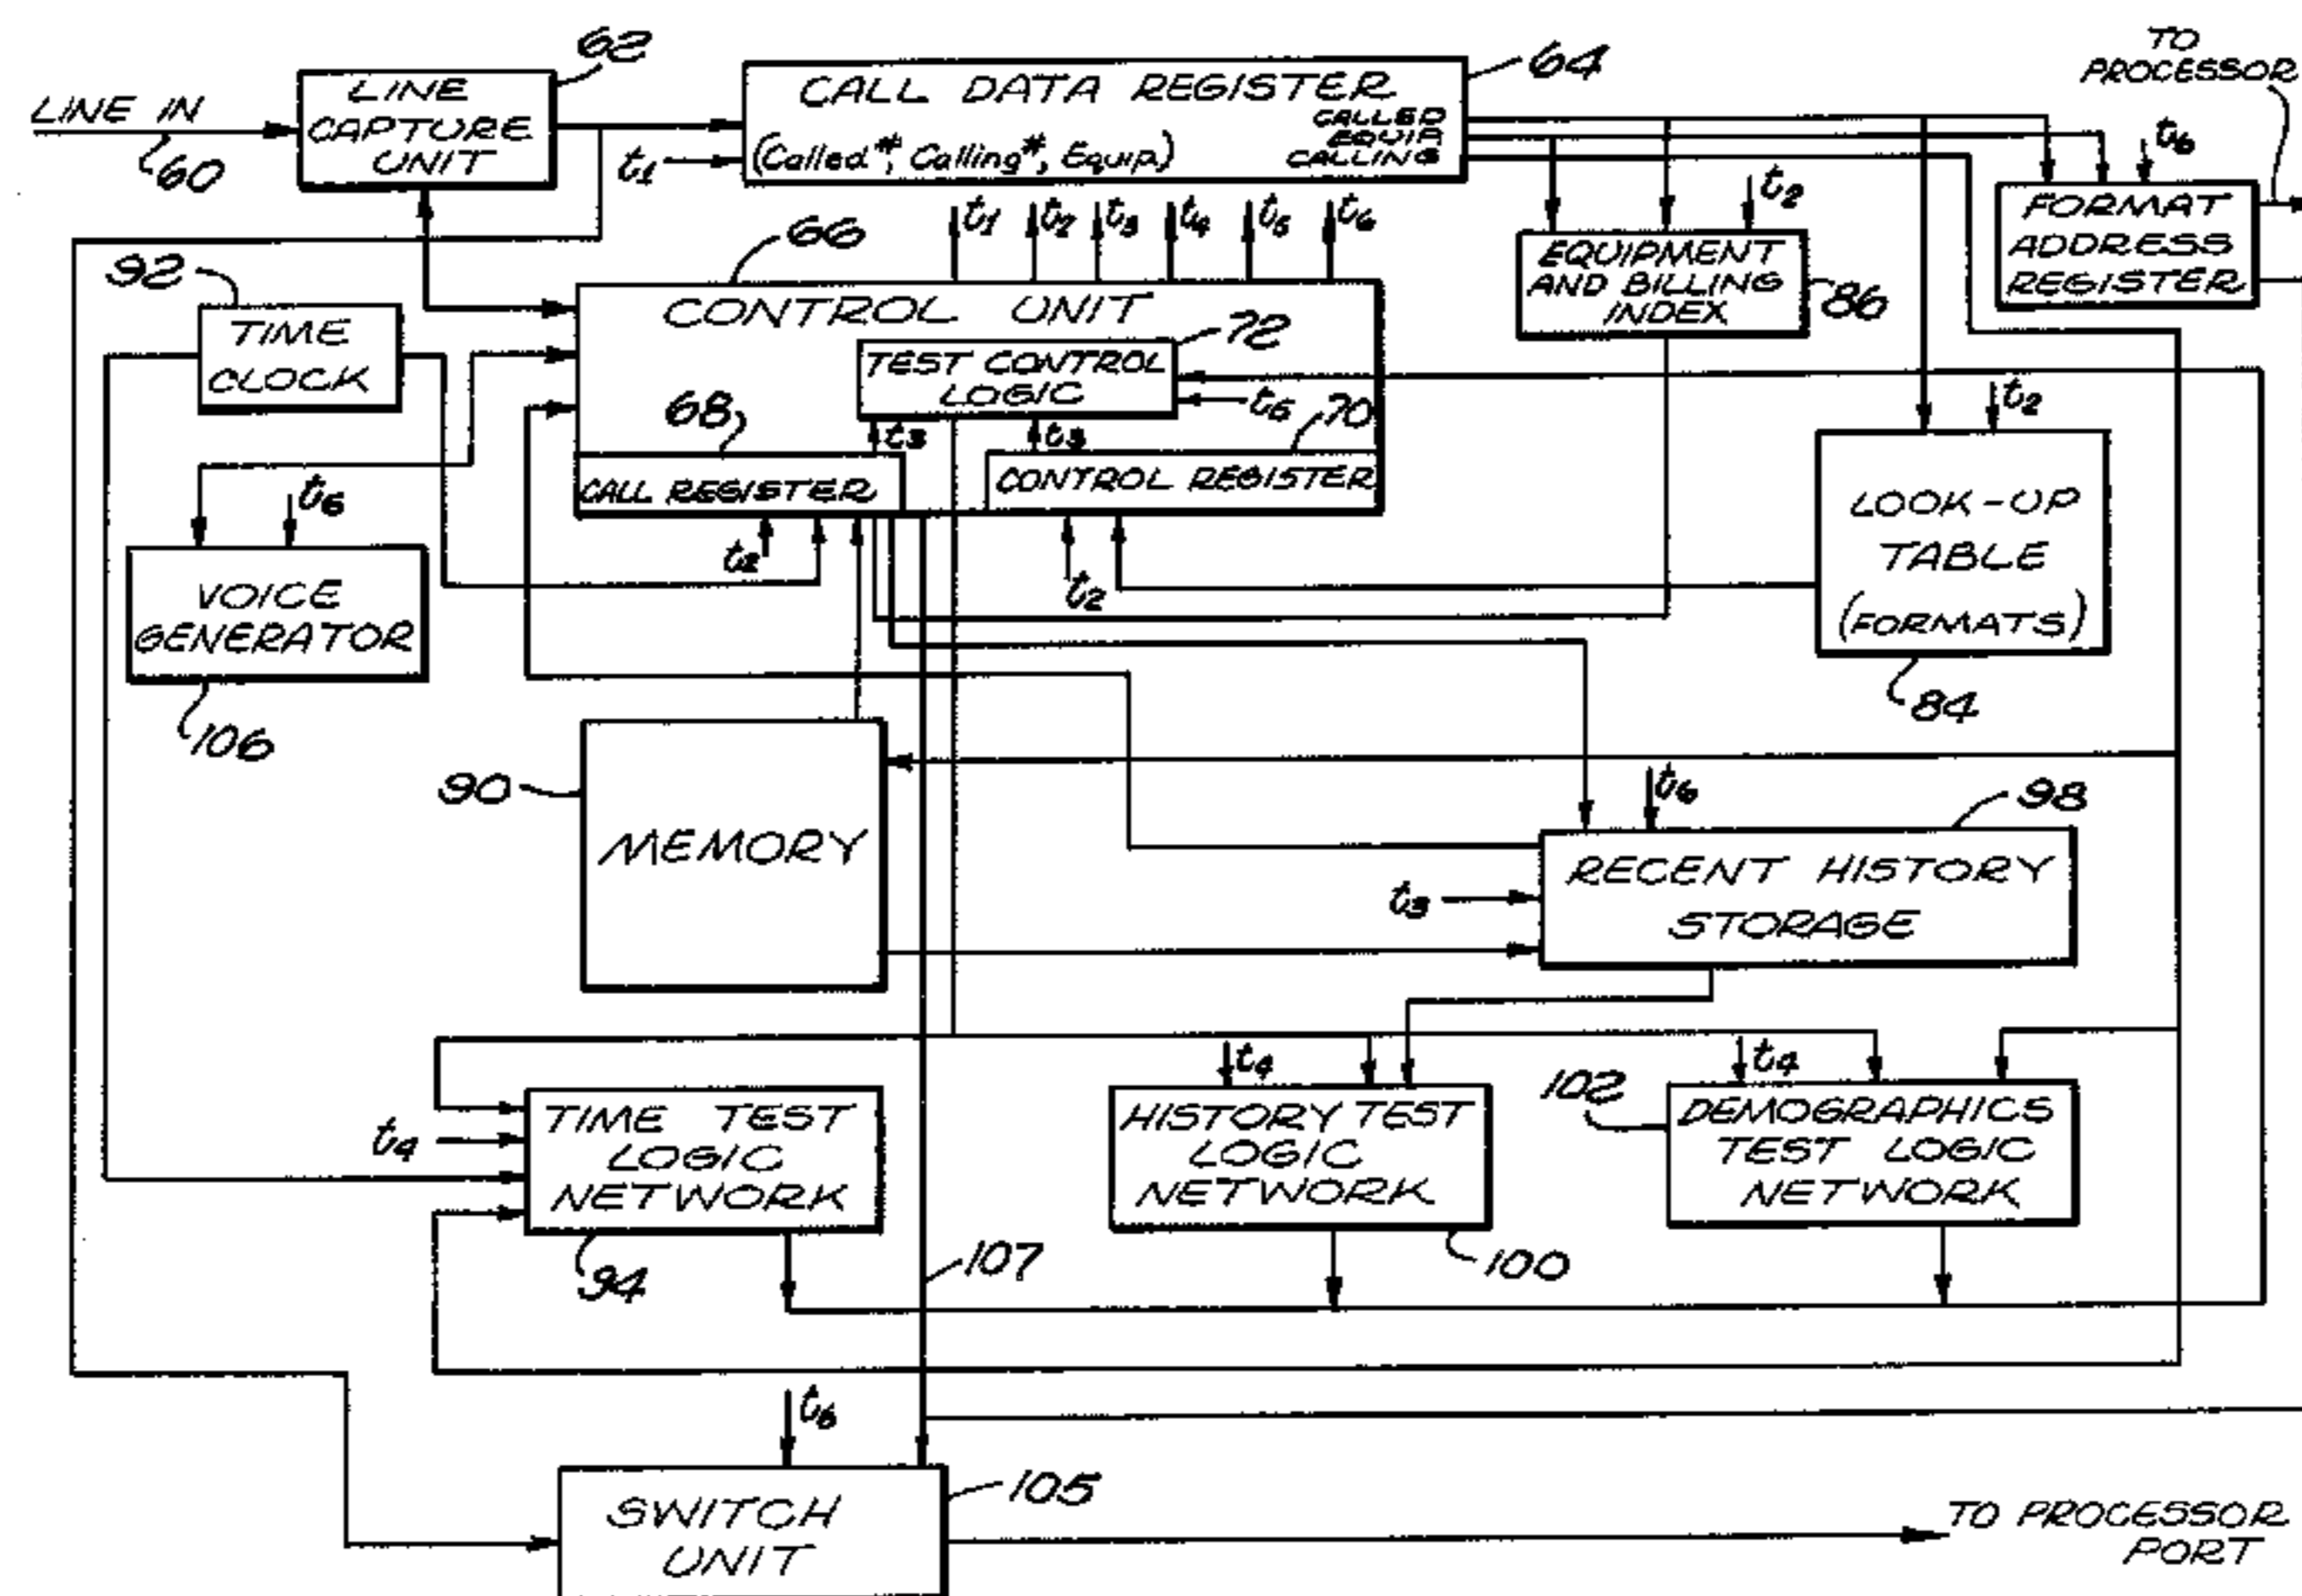 LINE IN
60
62
LINE
CAPTURE
UNIT
t1
CALL DATA REGISTER
(Called#, Calling#, Equip)
CALLED
EQUIP
CALLING
64
TO
PROCESSOR
t6
FORMAT
ADDRESS
REGISTER
t2
EQUIPMENT
AND BILLING
INDEX
86
t1 t2 t3 t4 t5 t6
66
CONTROL UNIT
72
TEST CONTROL
LOGIC
t5
68
t3
t3
70
CALL REGISTER
CONTROL REGISTER
t2
t2
92
TIME
CLOCK
t6
VOICE
GENERATOR
106
t2
LOOK-UP
TABLE
(FORMATS)
84
90
MEMORY
t6
98
t3
RECENT HISTORY
STORAGE
t4
TIME TEST
LOGIC
NETWORK
94
107
t4
HISTORY TEST
LOGIC
NETWORK
100
t4
102
DEMOGRAPHICS
TEST LOGIC
NETWORK
t6
SWITCH
UNIT
105
TO PROCESSOR
PORT